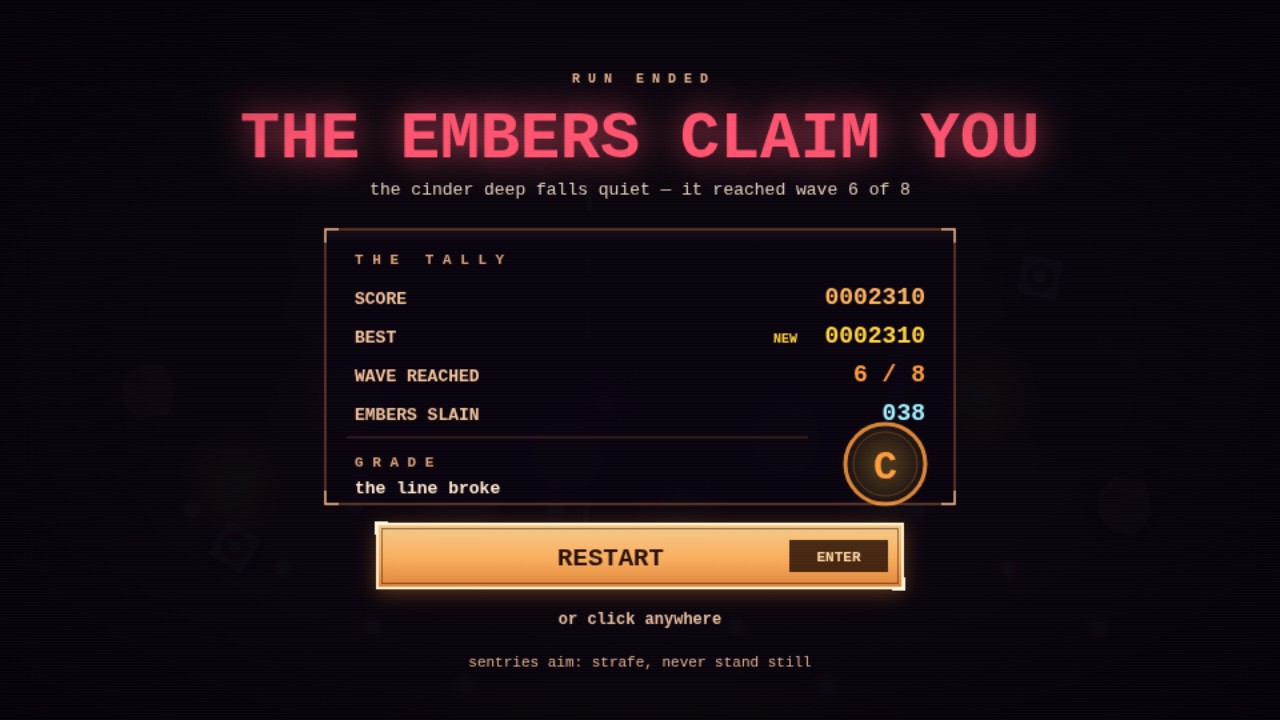 RUN ENDED
THE EMBERS CLAIM YOU
the cinder deep falls quiet — it reached wave 6 of 8
THE TALLY
SCORE 0002310
BEST NEW 0002310
WAVE REACHED 6 / 8
EMBERS SLAIN 038
GRADE
the line broke
C
RESTART ENTER
or click anywhere
sentries aim: strafe, never stand still